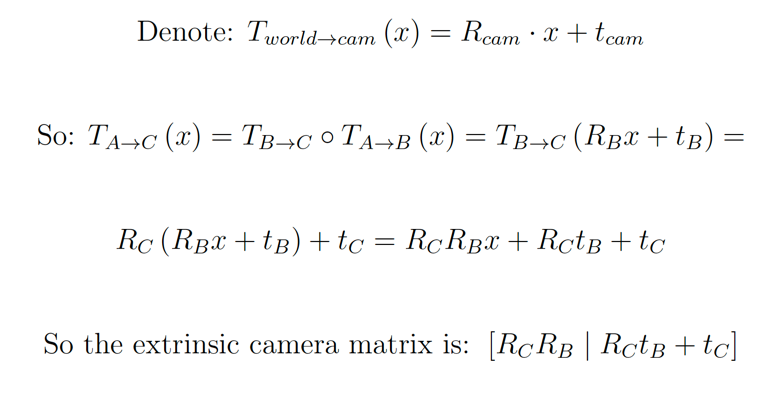 Denote: T_{world→cam} (x) = R_{cam} · x + t_{cam}
So: T_{A→C} (x) = T_{B→C} ∘ T_{A→B} (x) = T_{B→C} (R_B x + t_B) =
R_C (R_B x + t_B) + t_C = R_C R_B x + R_C t_B + t_C
So the extrinsic camera matrix is: [R_C R_B | R_C t_B + t_C]